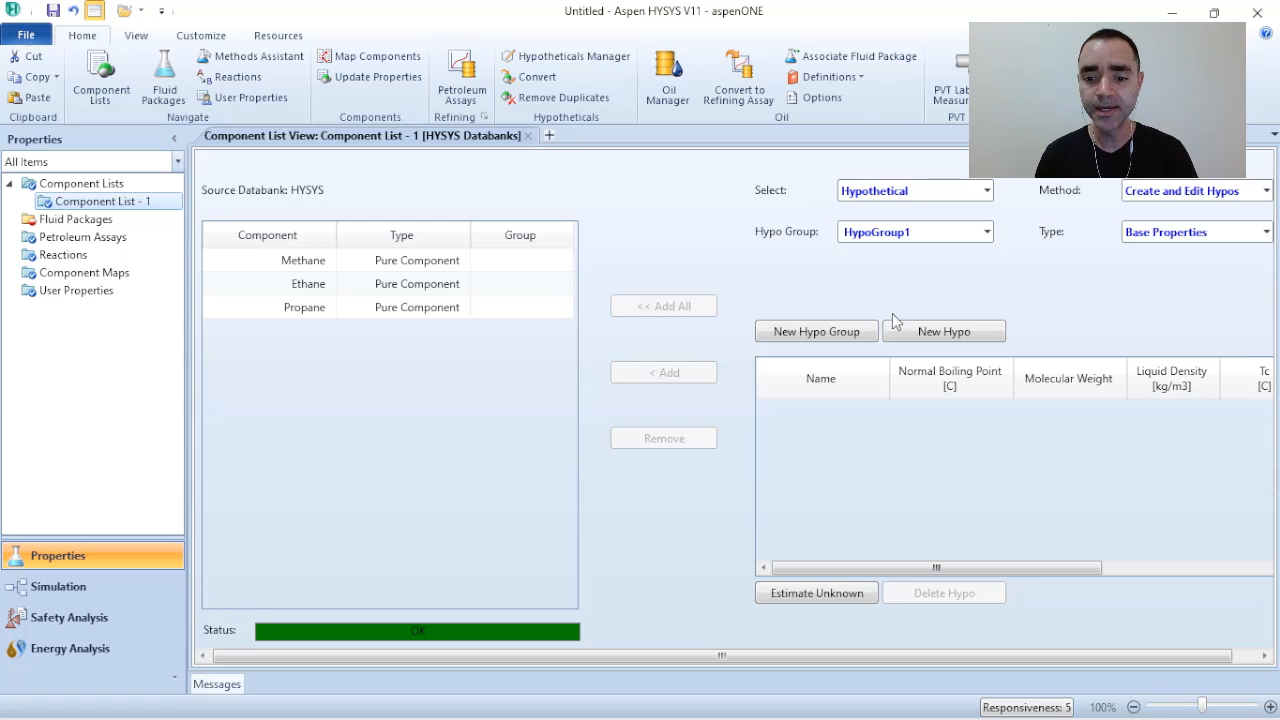 Untitled - Aspen HYSYS V11 - aspenONE
File Home View Customize Resources
Cut
Copy
Paste
Clipboard
Component Lists
Fluid Packages
Methods Assistant
Reactions
User Properties
Navigate
Map Components
Update Properties
Components
Petroleum Assays
Refining
Hypotheticals Manager
Convert
Remove Duplicates
Hypotheticals
Oil Manager
Convert to Refining Assay
Associate Fluid Package
Definitions
Options
Oil
PVT Lab
Measur
PVT
Properties
All Items
Component Lists
Component List - 1
Fluid Packages
Petroleum Assays
Reactions
Component Maps
User Properties
Properties
Simulation
Safety Analysis
Energy Analysis
Component List View: Component List - 1 [HYSYS Databanks]
Source Databank: HYSYS
Component Type Group
Methane Pure Component
Ethane Pure Component
Propane Pure Component
Status: OK
<< Add All
< Add
Remove
Select: Hypothetical Method: Create and Edit Hypos
Hypo Group: HypoGroup1 Type: Base Properties
New Hypo Group New Hypo
Name Normal Boiling Point [C] Molecular Weight Liquid Density [kg/m3] Tc [C]
Estimate Unknown Delete Hypo
Messages
Responsiveness: 5 100%